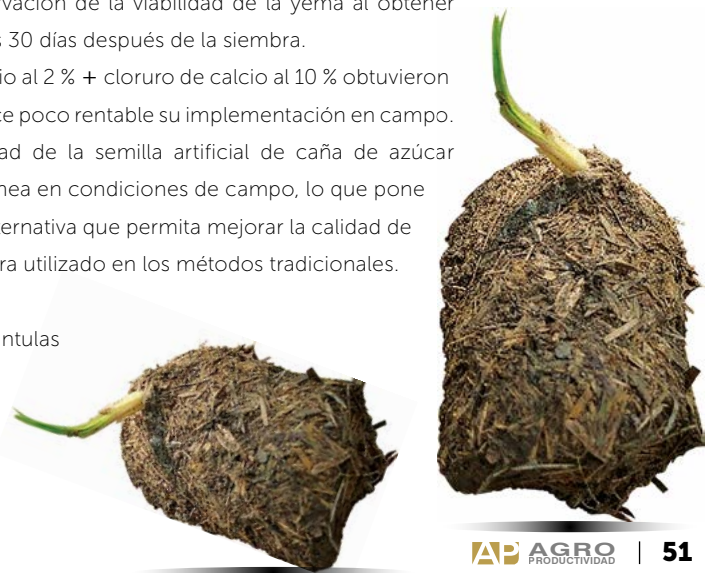 rvación de la viabilidad de la yema al obtener
s 30 días después de la siembra.
io al 2 % + cloruro de calcio al 10 % obtuvieron
ce poco rentable su implementación en campo.
ad de la semilla artificial de caña de azúcar
nea en condiciones de campo, lo que pone
ternativa que permita mejorar la calidad de
ra utilizado en los métodos tradicionales.
ntulas
AP AGRO PRODUCTIVIDAD | 51